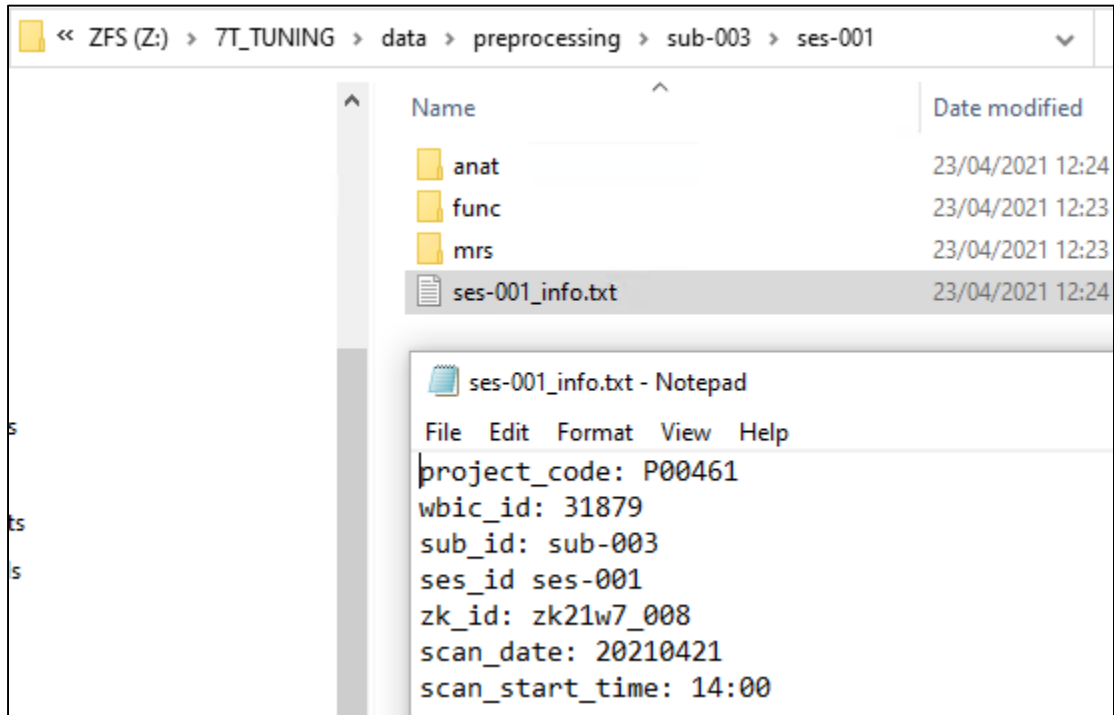 « ZFS (Z:) > 7T_TUNING > data > preprocessing > sub-003 > ses-001
Name Date modified
anat 23/04/2021 12:24
func 23/04/2021 12:23
mrs 23/04/2021 12:23
ses-001_info.txt 23/04/2021 12:24
ses-001_info.txt - Notepad
File Edit Format View Help
s
project_code: P00461
wbic_id: 31879
ts
sub_id: sub-003
s
ses_id ses-001
zk_id: zk21w7_008
scan_date: 20210421
scan_start_time: 14:00